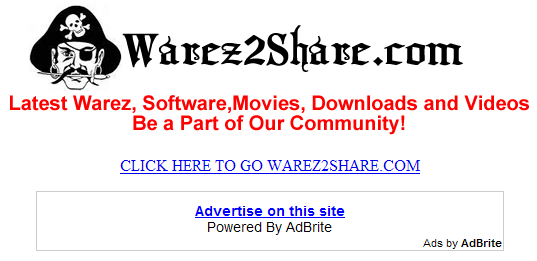 Warez2Share.com
Latest Warez, Software,Movies, Downloads and Videos
Be a Part of Our Community!
CLICK HERE TO GO WAREZ2SHARE.COM
Advertise on this site
Powered By AdBrite
Ads by AdBrite